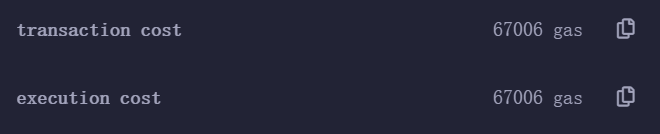 transaction cost 67006 gas
execution cost 67006 gas